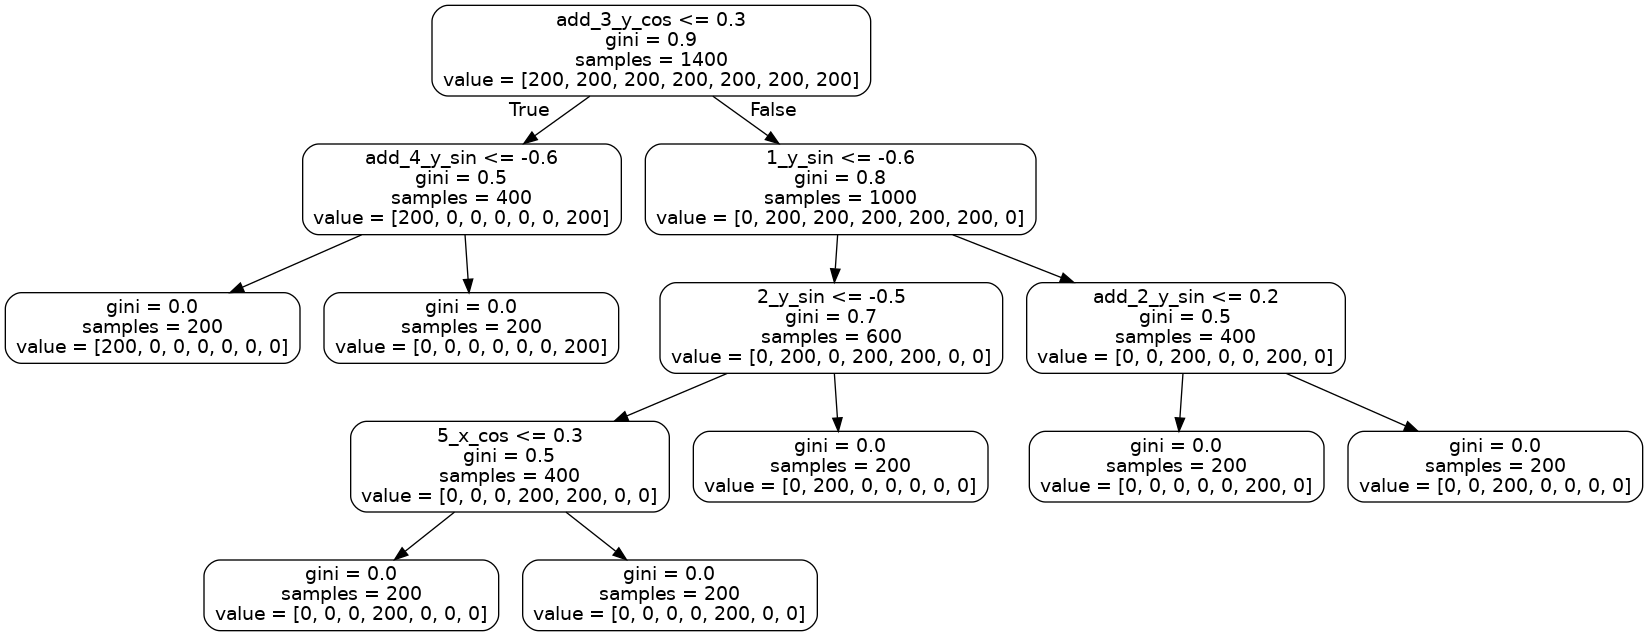 add_3_y_cos <= 0.3
gini = 0.9
samples = 1400
value = [200, 200, 200, 200, 200, 200, 200]
True
False
add_4_y_sin <= -0.6
gini = 0.5
samples = 400
value = [200, 0, 0, 0, 0, 0, 200]
1_y_sin <= -0.6
gini = 0.8
samples = 1000
value = [0, 200, 200, 200, 200, 200, 0]
gini = 0.0
samples = 200
value = [200, 0, 0, 0, 0, 0, 0]
gini = 0.0
samples = 200
value = [0, 0, 0, 0, 0, 0, 200]
2_y_sin <= -0.5
gini = 0.7
samples = 600
value = [0, 200, 0, 200, 200, 0, 0]
add_2_y_sin <= 0.2
gini = 0.5
samples = 400
value = [0, 0, 200, 0, 0, 200, 0]
5_x_cos <= 0.3
gini = 0.5
samples = 400
value = [0, 0, 0, 200, 200, 0, 0]
gini = 0.0
samples = 200
value = [0, 200, 0, 0, 0, 0, 0]
gini = 0.0
samples = 200
value = [0, 0, 0, 0, 0, 200, 0]
gini = 0.0
samples = 200
value = [0, 0, 200, 0, 0, 0, 0]
gini = 0.0
samples = 200
value = [0, 0, 0, 200, 0, 0, 0]
gini = 0.0
samples = 200
value = [0, 0, 0, 0, 200, 0, 0]